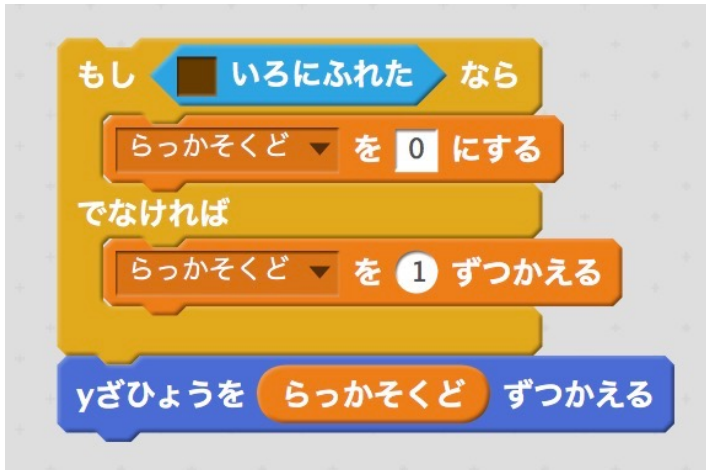 もし いろにふれた なら
らっかそくど を 0 にする
でなければ
らっかそくど を 1 ずつかえる
yざひょうを らっかそくど ずつかえる